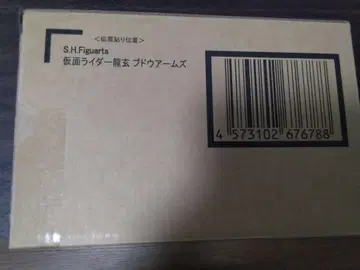 ＜伝票貼り位置＞
S.H.Figuarts
仮面ライダー龍玄 ブドウアームズ
4 573102 676788